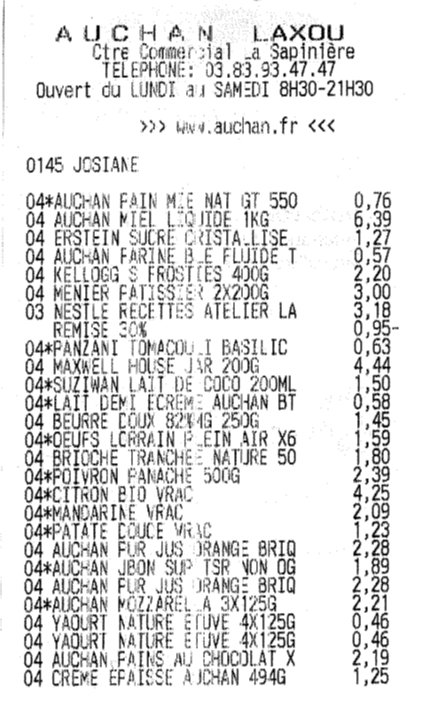 AUCHAN LAXOU
Ctre Commercial La Sapinière
TELEPHONE: 03.83.93.47.47
Ouvert du LUNDI au SAMEDI 8H30-21H30
>>> www.auchan.fr <<<
0145 JOSIANE
04*AUCHAN PAIN MIE NAT GT 550 0,76
04 AUCHAN MIEL LIQUIDE 1KG 6,39
04 ERSTEIN SUCRE CRISTALLISE 1,27
04 AUCHAN FARINE BLE FLUIDE T 0,57
04 KELLOGG S FROSTIES 400G 2,20
04 MENIER PATISSIER 2X200G 3,00
03 NESTLE RECETTES ATELIER LA 3,18
REMISE 30% 0,95-
04*PANZANI TOMACOULI BASILIC 0,63
04 MAXWELL HOUSE JAR 200G 4,44
04*SUZIWAN LAIT DE COCO 200ML 1,50
04*LAIT DEMI ECREME AUCHAN BT 0,58
04 BEURRE DOUX 82%MG 250G 1,45
04*OEUFS LORRAIN PLEIN AIR X6 1,59
04 BRIOCHE TRANCHEE NATURE 50 1,80
04*POIVRON PANACHE 500G 2,39
04*CITRON BIO VRAC 4,25
04*MANDARINE VRAC 2,09
04*PATATE DOUCE VRAC 1,23
04 AUCHAN PUR JUS ORANGE BRIQ 2,28
04*AUCHAN JBON SUP TSR NON DG 1,89
04 AUCHAN PUR JUS ORANGE BRIQ 2,28
04*AUCHAN MOZZARELLA 3X125G 2,21
04 YAOURT NATURE ETUVE 4X125G 0,46
04 YAOURT NATURE ETUVE 4X125G 0,46
04 AUCHAN PAINS AU CHOCOLAT X 2,19
04 CREME EPAISSE AUCHAN 494G 1,25